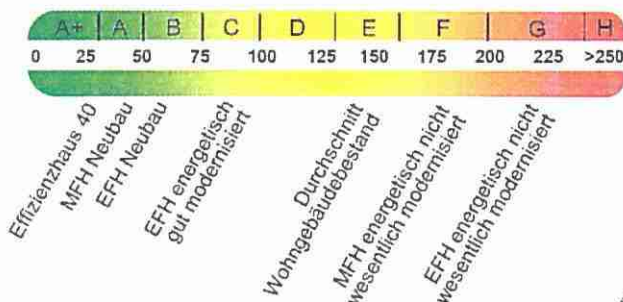 A+ A B C D E F G H
0 25 50 75 100 125 150 175 200 225 >250
Effizienzhaus 40
MFH Neubau
EFH Neubau
EFH energetisch
gut modernisiert
Durchschnitt
Wohngebäudebestand
MFH energetisch nicht
wesentlich modernisiert
EFH energetisch nicht
wesentlich modernisiert